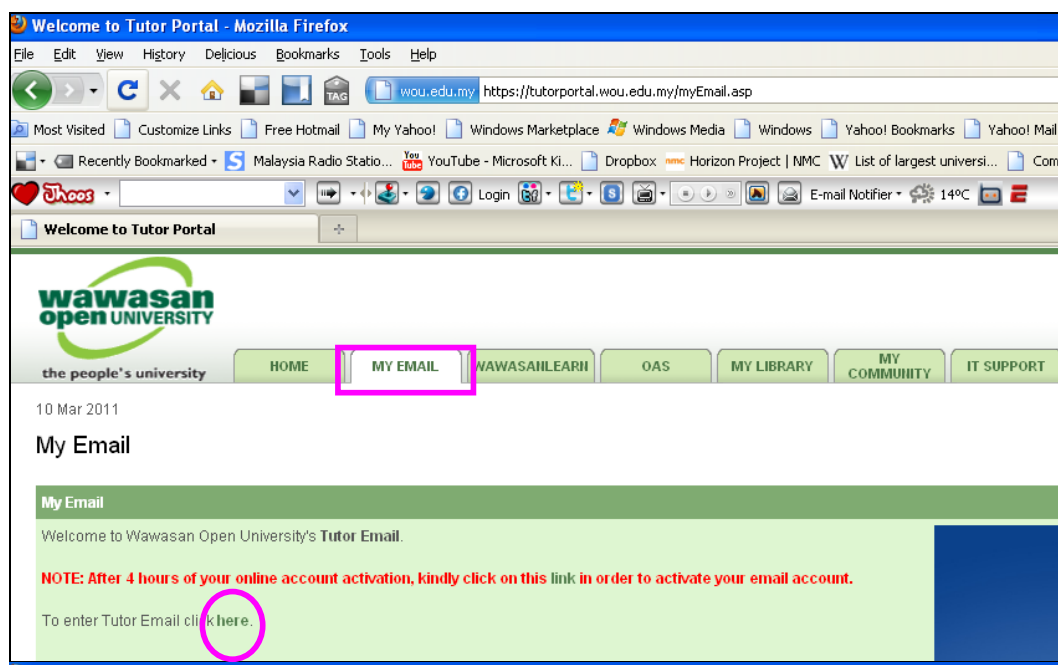 Welcome to Tutor Portal - Mozilla Firefox
File Edit View History Delicious Bookmarks Tools Help
TAG wou.edu.my https://tutorportal.wou.edu.my/myEmail.asp
Most Visited Customize Links Free Hotmail My Yahoo! Windows Marketplace Windows Media Windows Yahoo! Bookmarks Yahoo! Mail
Recently Bookmarked S Malaysia Radio Statio... You Tube YouTube - Microsoft Ki... Dropbox nmc Horizon Project | NMC W List of largest universi... Com
Login S E-mail Notifier 14°C
Welcome to Tutor Portal
wawasan
open UNIVERSITY
the people's university
HOME MY EMAIL WAWASANLEARN OAS MY LIBRARY MY COMMUNITY IT SUPPORT
10 Mar 2011
My Email
My Email
Welcome to Wawasan Open University's Tutor Email.
NOTE: After 4 hours of your online account activation, kindly click on this link in order to activate your email account.
To enter Tutor Email click here.